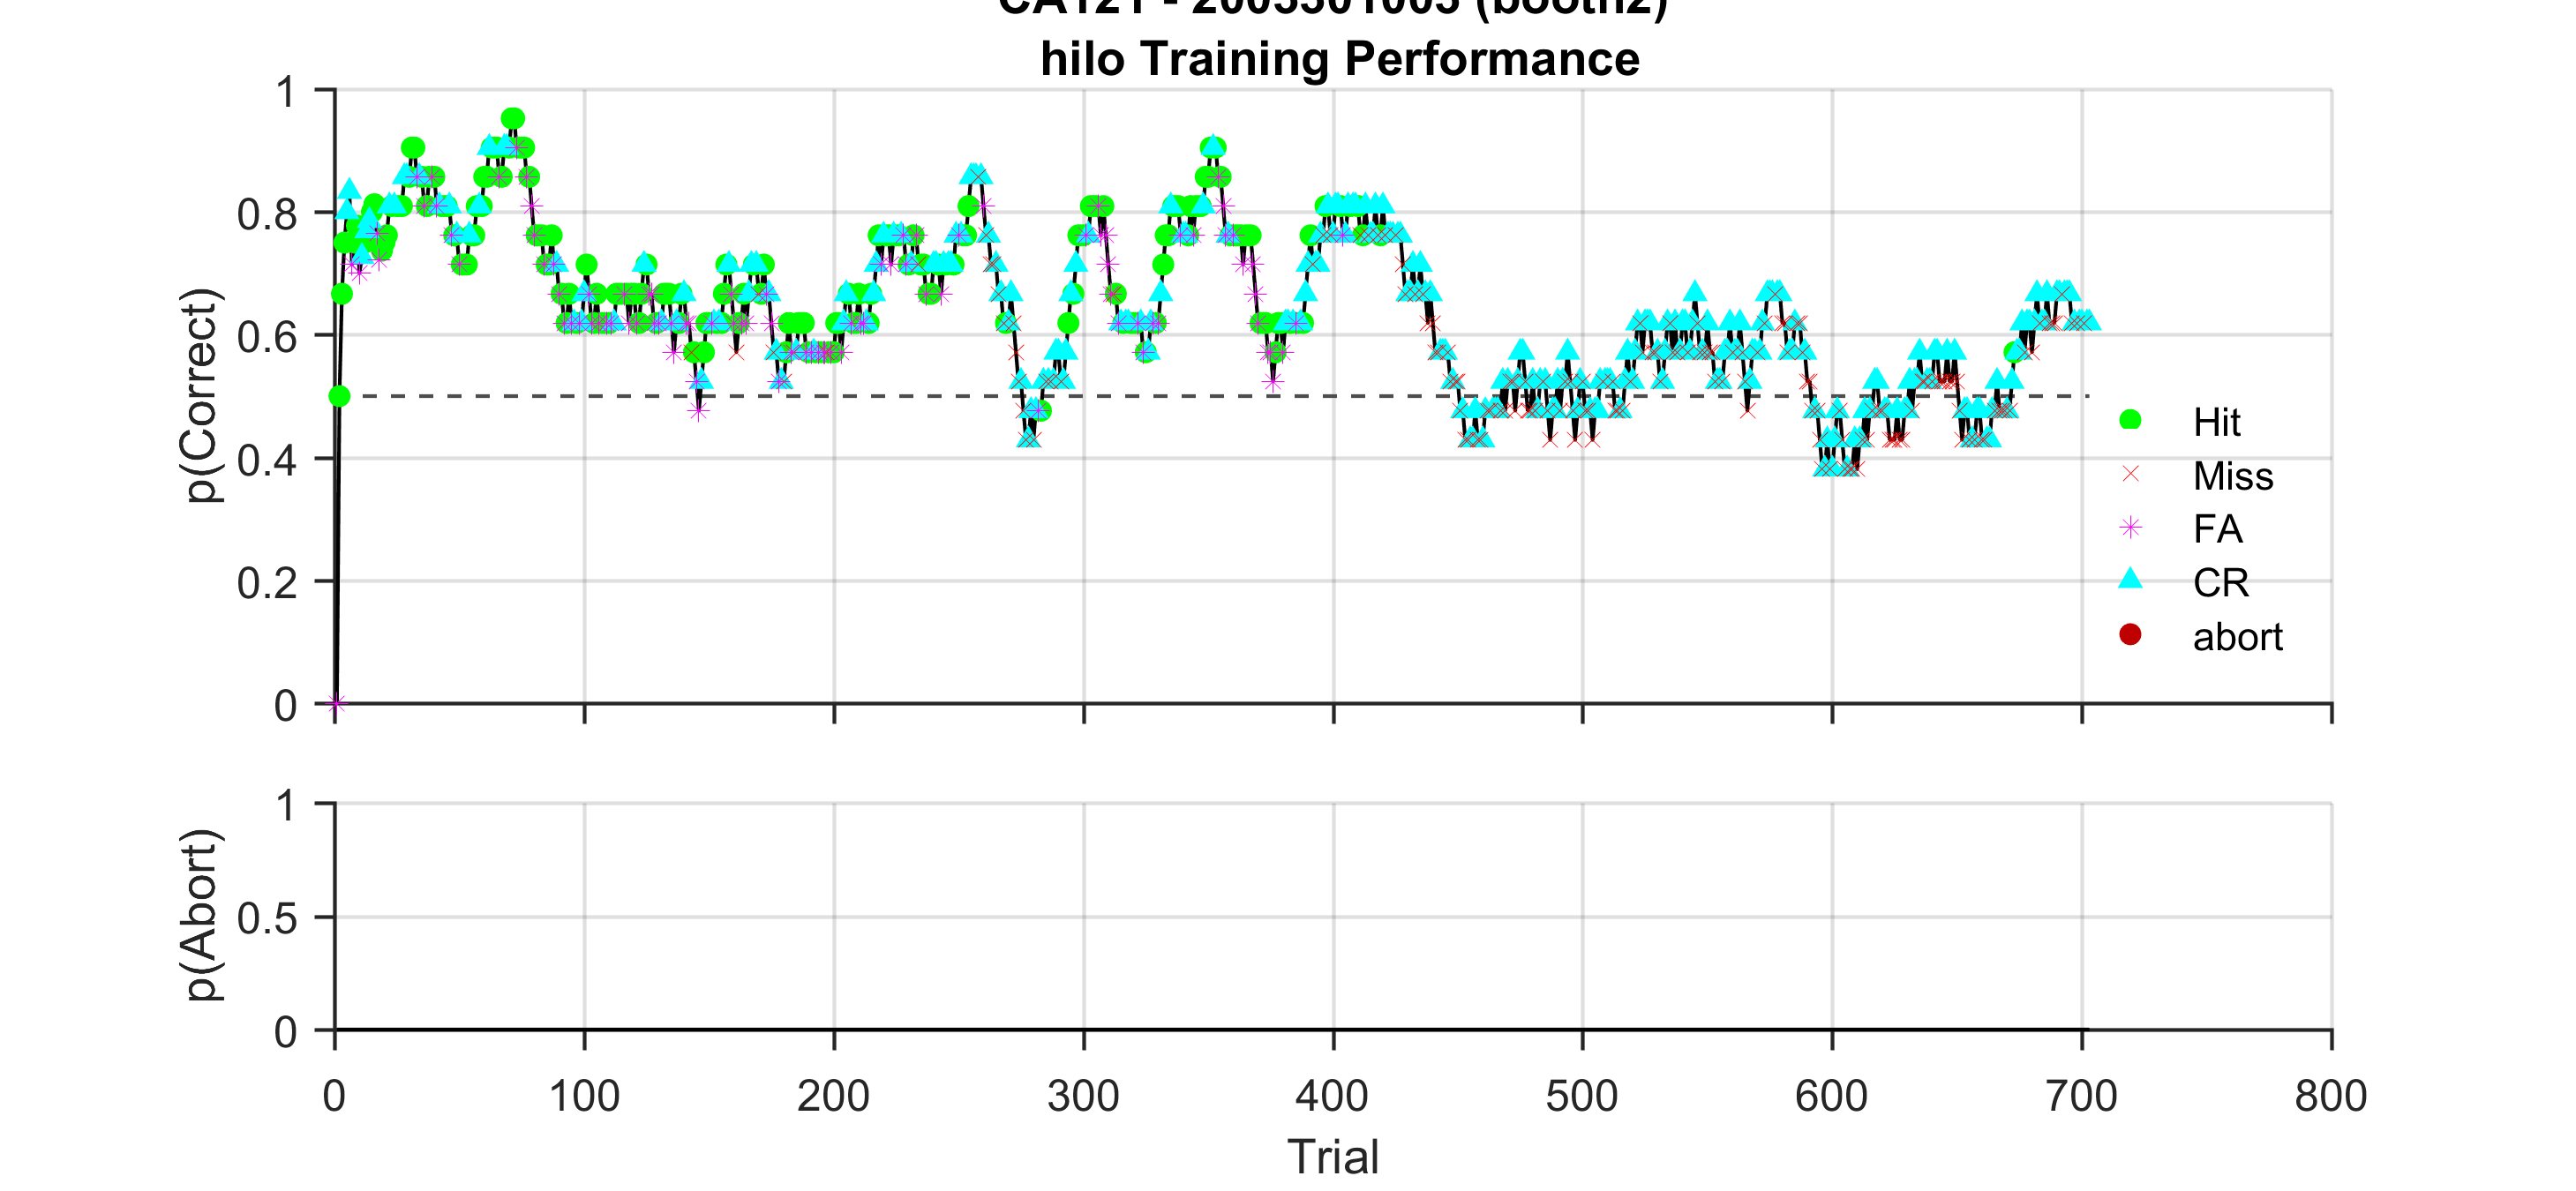 hilo Training Performance
1
0.8
0.6
0.4
0.2
0
p(Correct)
Hit
Miss
FA
CR
abort
1
0.5
0
p(Abort)
0 100 200 300 400 500 600 700 800
Trial